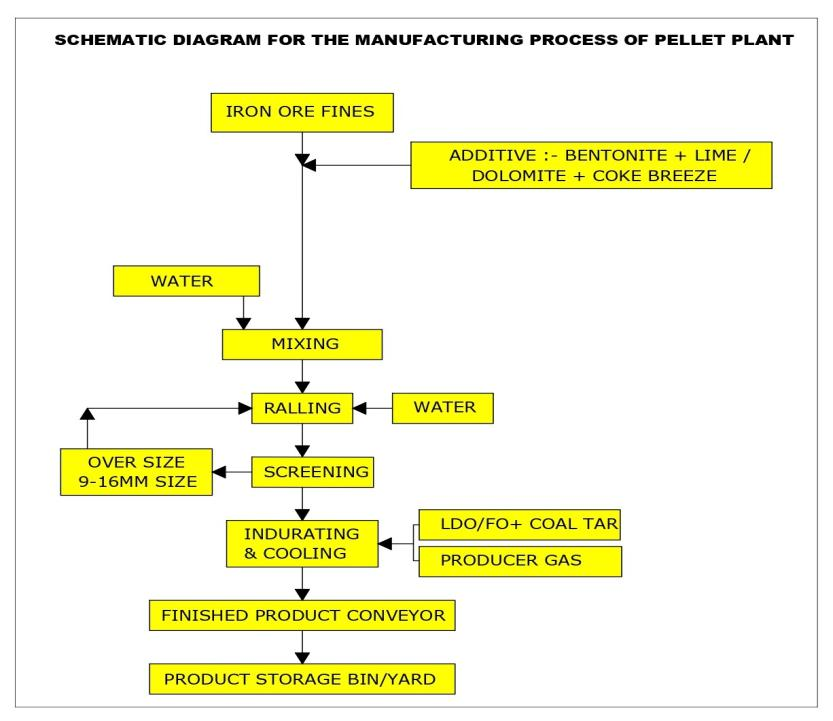 SCHEMATIC DIAGRAM FOR THE MANUFACTURING PROCESS OF PELLET PLANT
IRON ORE FINES
ADDITIVE :- BENTONITE + LIME /
DOLOMITE + COKE BREEZE
WATER
MIXING
RALLING
WATER
OVER SIZE
9-16MM SIZE
SCREENING
LDO/FO+ COAL TAR
INDURATING
& COOLING
PRODUCER GAS
FINISHED PRODUCT CONVEYOR
PRODUCT STORAGE BIN/YARD